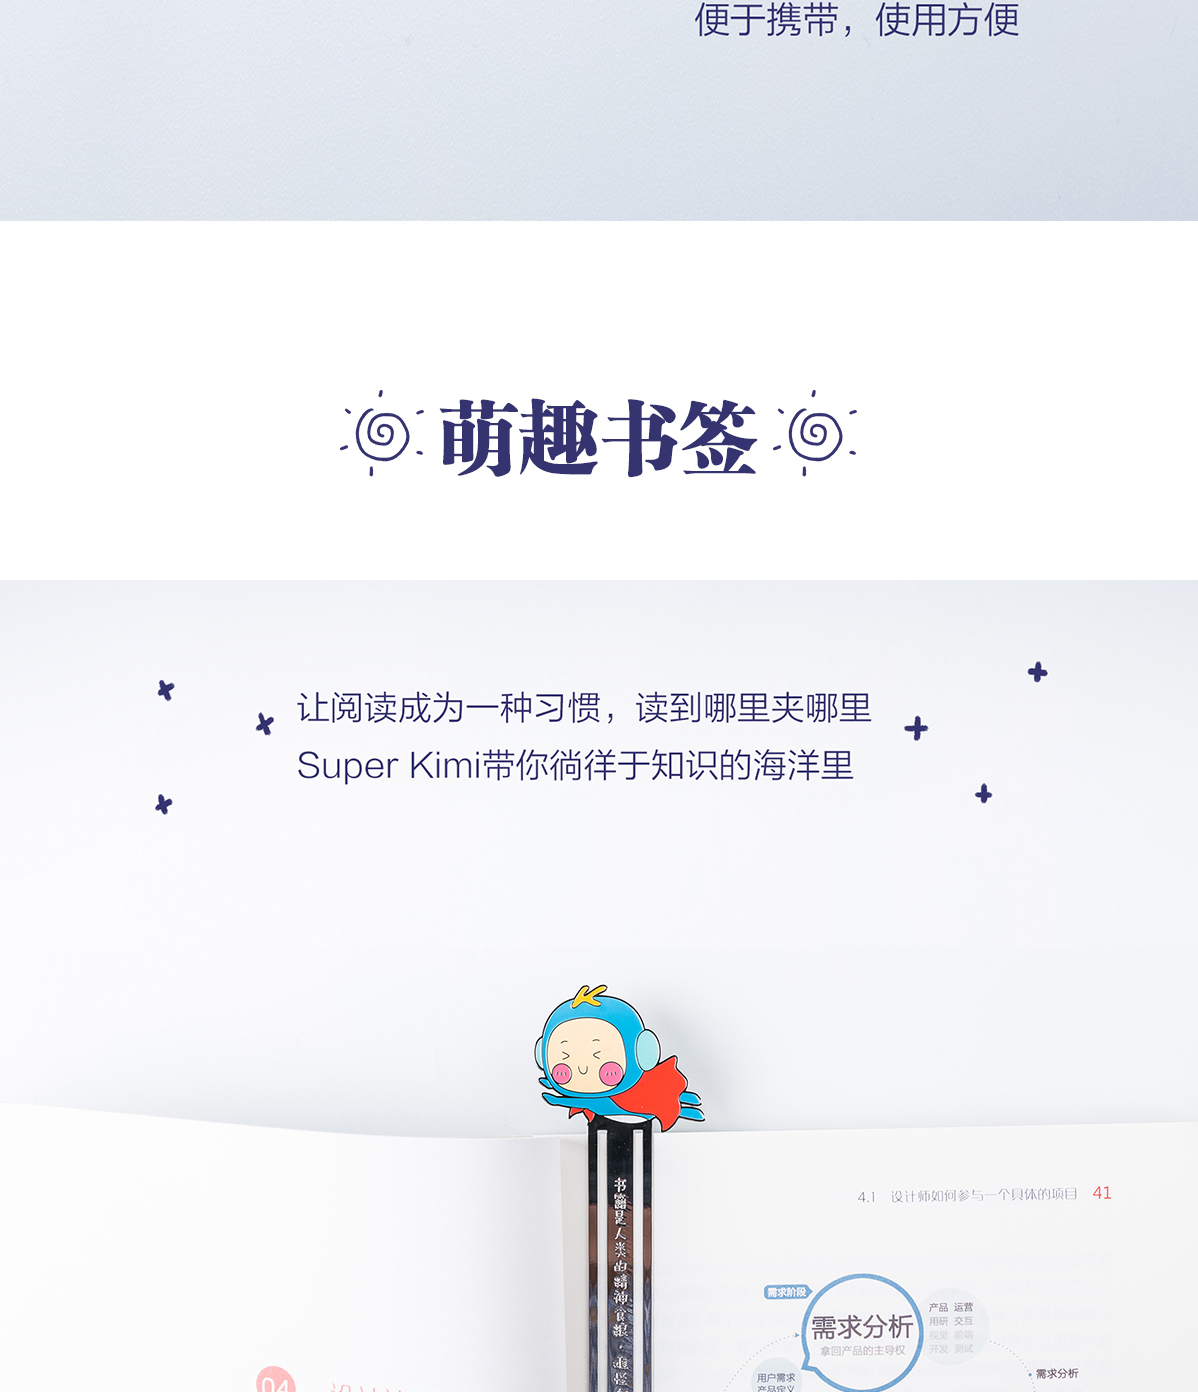 便于携带，使用方便
萌趣书签
让阅读成为一种习惯，读到哪里夹哪里
Super Kimi带你徜徉于知识的海洋里
K
书籍是人类的精神食粮，
4.1 设计师如何参与一个具体的项目 41
需求阶段
需求分析
拿回产品的主导权
产品 运营
用研 交互
视觉 前端
开发 测试
需求分析
用户需求
产品定义
04